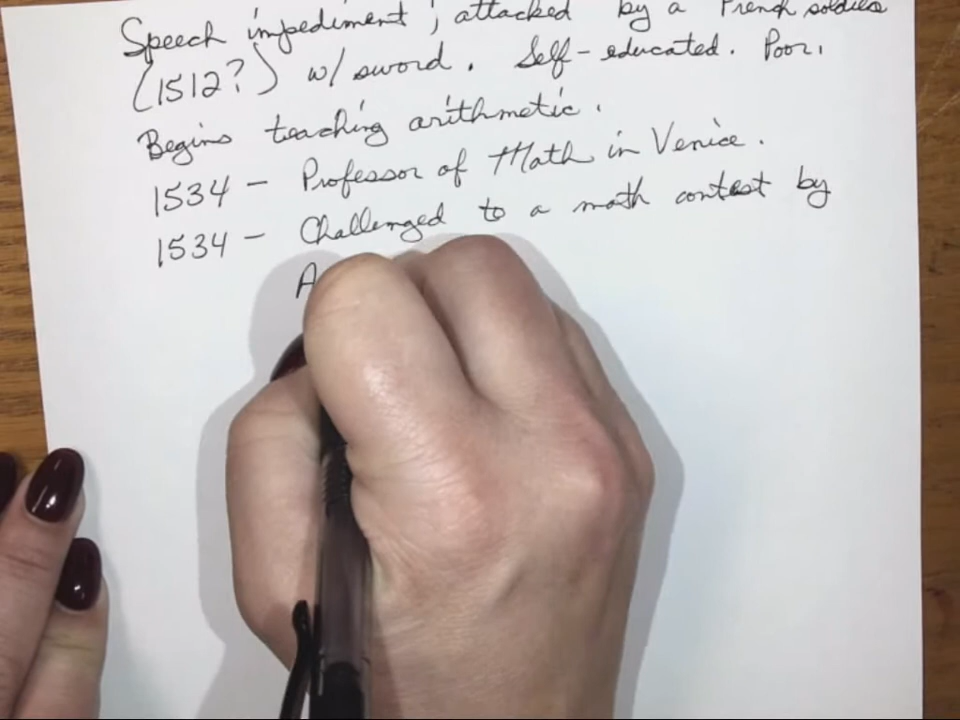 Speech impediment, attacked by a French soldier
(1512?) w/ sword. Self-educated. Poor.
Begins teaching arithmetic.
1534 - Professor of Math in Venice.
1534 - Challenged to a math contest by
A